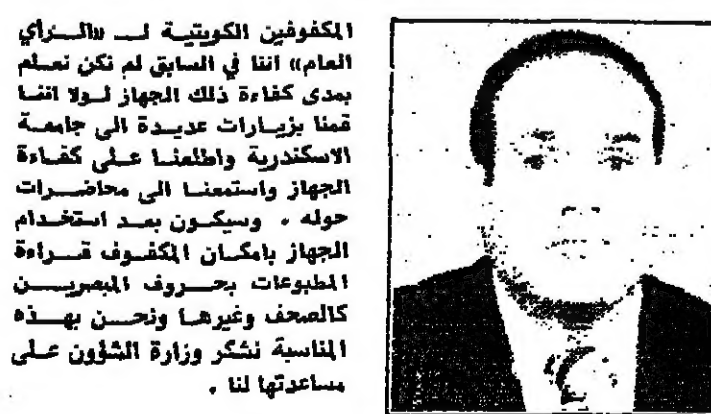 المكفوفين الكويتية لـ «الرأي
العام» اننا في السابق لم نكن نعلم
بمدى كفاءة ذلك الجهاز لولا اننا
قمنا بزيارات عديدة الى جامعة
الاسكندرية واطلعنا على كفاءة
الجهاز واستمعنا الى محاضرات
حوله . وسيكون بعد استخدام
الجهاز بامكان المكفوف قراءة
المطبوعات بحروف المبصرين
كالصحف وغيرها ونحن بهذه
المناسبة نشكر وزارة الشؤون على
مساعدتها لنا .